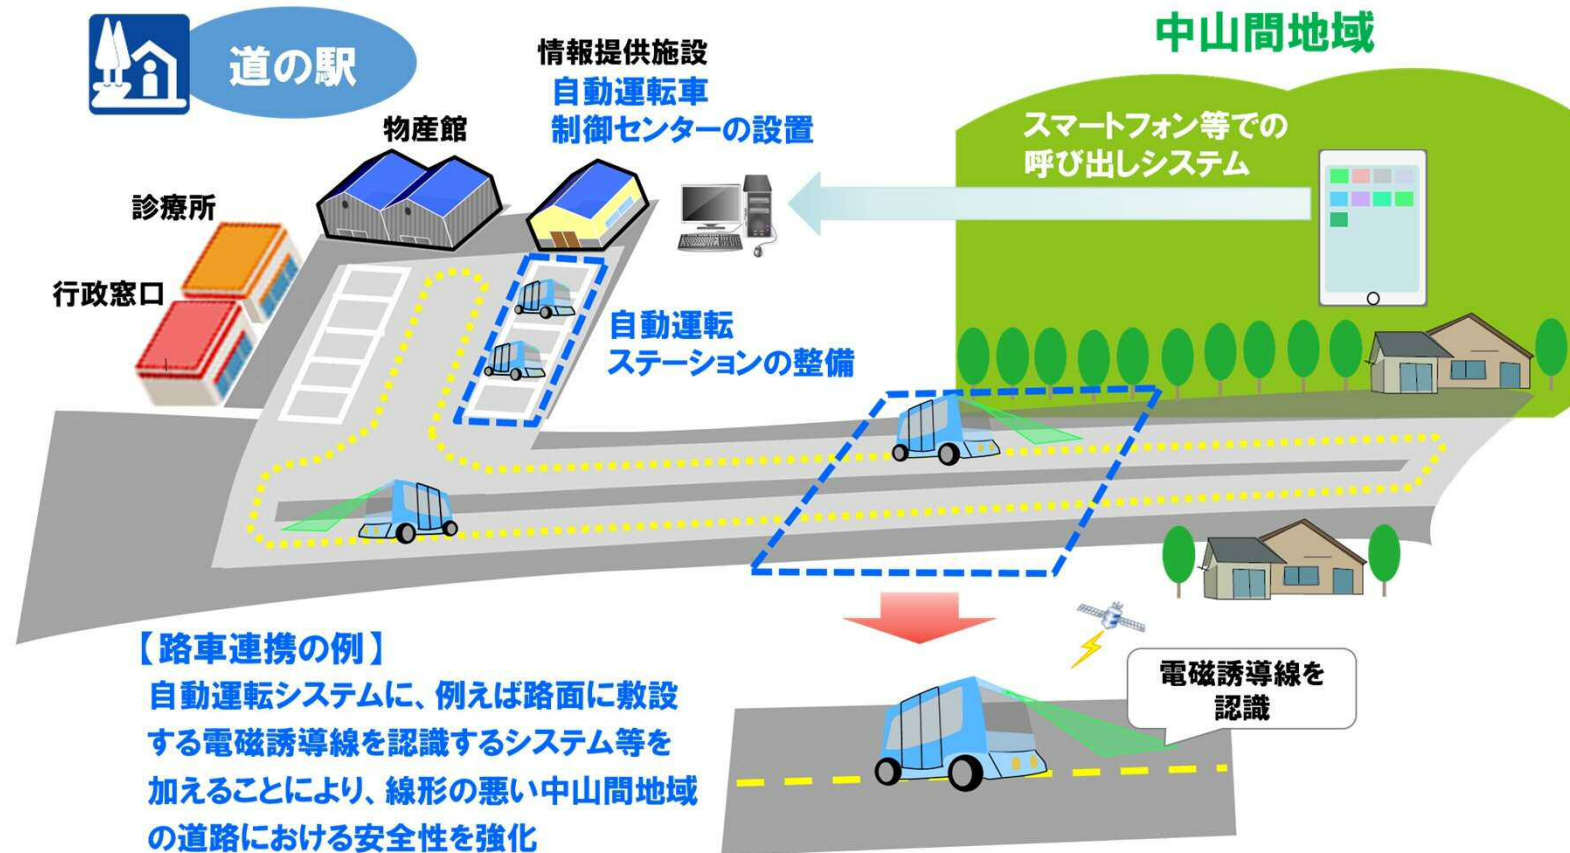 道の駅
情報提供施設
自動運転車
制御センターの設置
中山間地域
スマートフォン等での
呼び出しシステム
物産館
診療所
行政窓口
自動運転
ステーションの整備
【路車連携の例】
自動運転システムに、例えば路面に敷設
する電磁誘導線を認識するシステム等を
加えることにより、線形の悪い中山間地域
の道路における安全性を強化
電磁誘導線を
認識